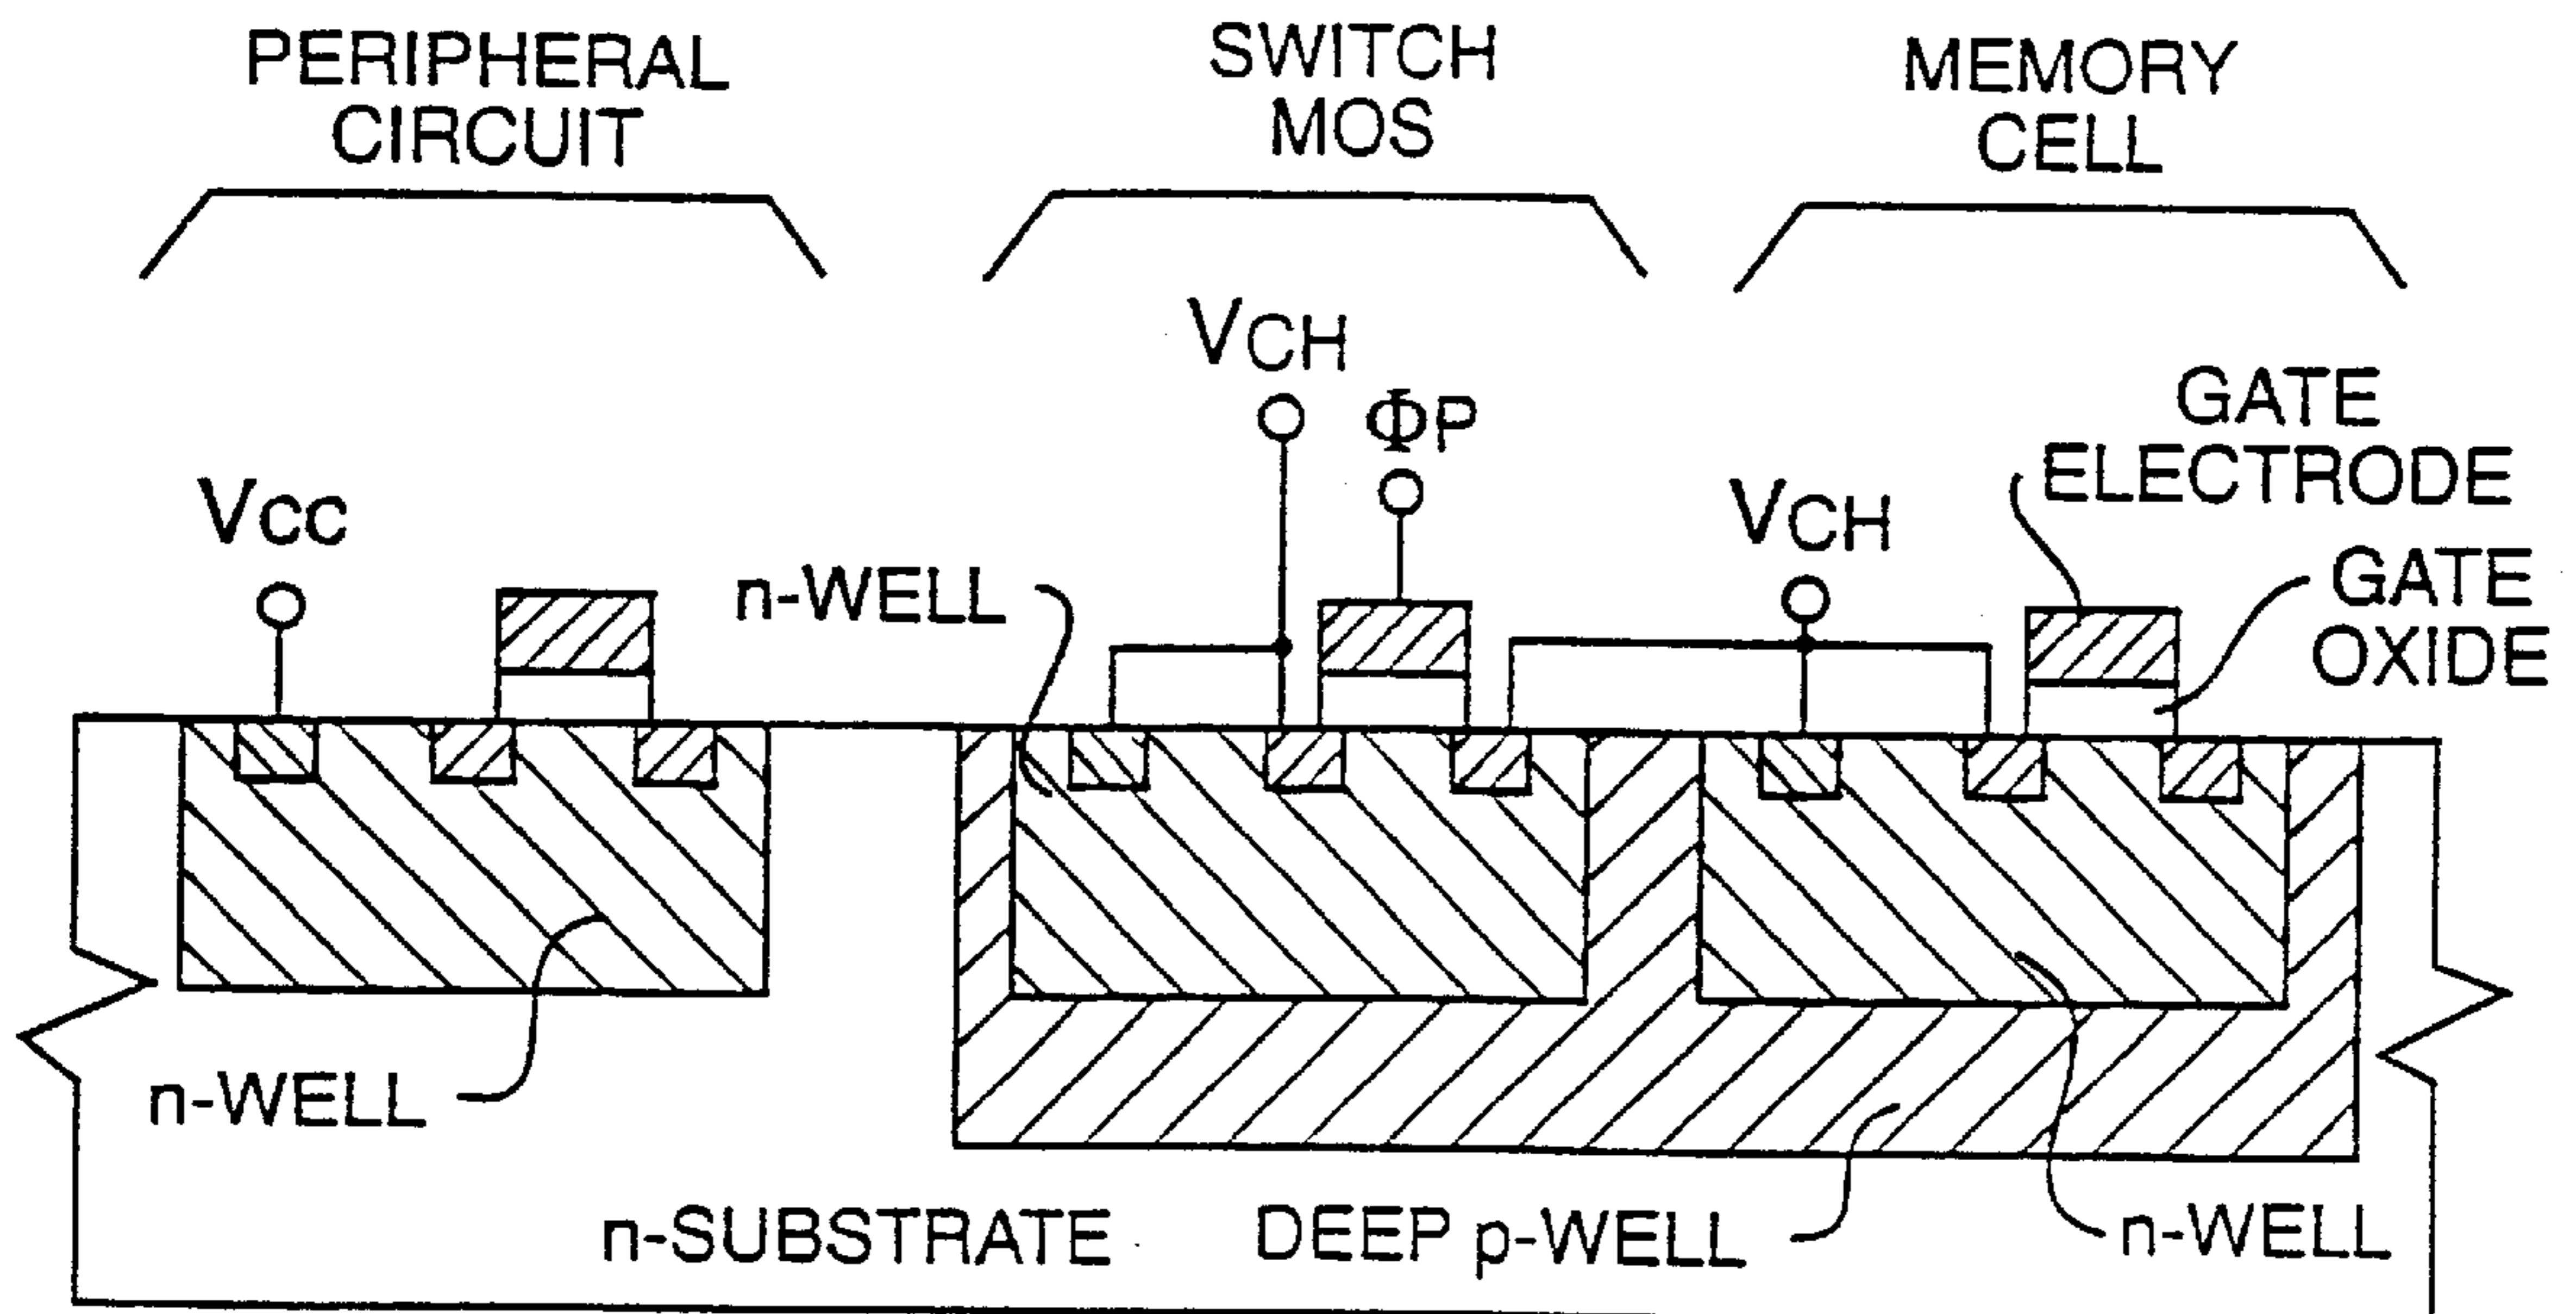 PERIPHERAL
CIRCUIT
SWITCH
MOS
MEMORY
CELL
VCH
ΦP
GATE
ELECTRODE
VCC
VCH
n-WELL
GATE
OXIDE
n-WELL
n-SUBSTRATE
DEEP p-WELL
n-WELL